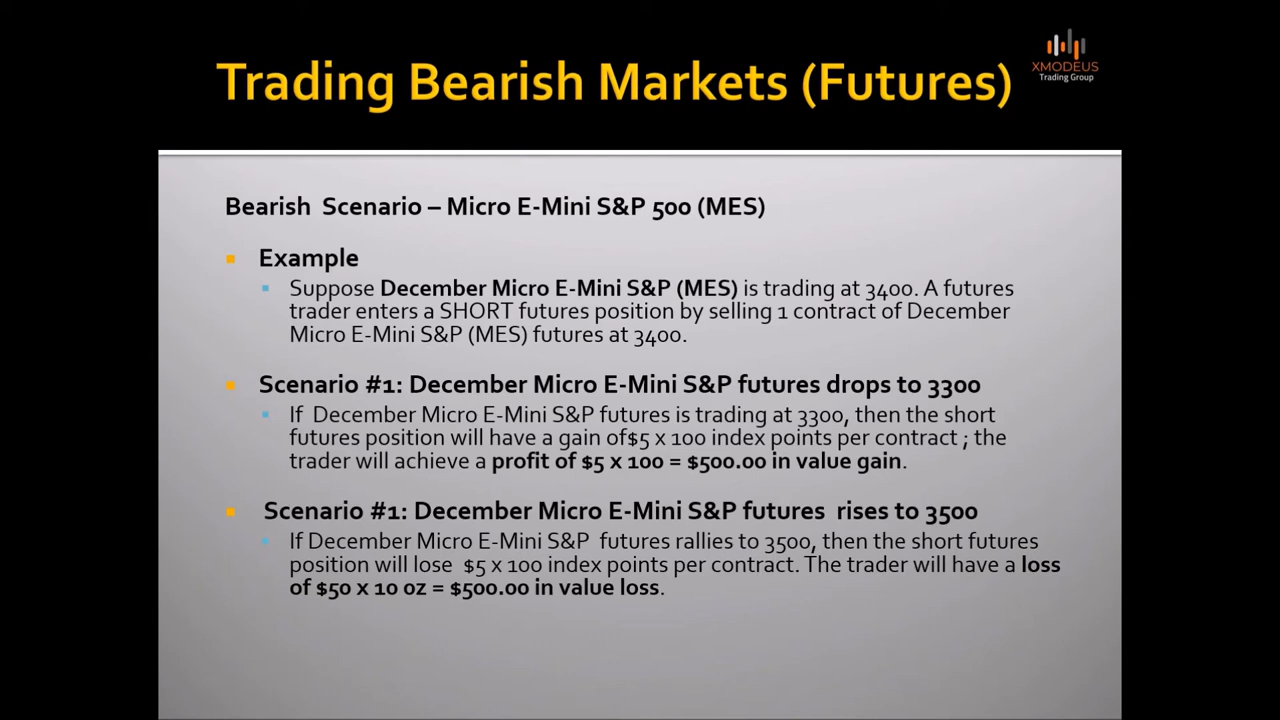 Trading Bearish Markets (Futures)
XMODEUS
Trading Group
Bearish Scenario – Micro E-Mini S&P 500 (MES)
Example
Suppose December Micro E-Mini S&P (MES) is trading at 3400. A futures
trader enters a SHORT futures position by selling 1 contract of December
Micro E-Mini S&P (MES) futures at 3400.
Scenario #1: December Micro E-Mini S&P futures drops to 3300
If December Micro E-Mini S&P futures is trading at 3300, then the short
futures position will have a gain of$5 x 100 index points per contract ; the
trader will achieve a profit of $5 x 100 = $500.00 in value gain.
Scenario #1: December Micro E-Mini S&P futures rises to 3500
If December Micro E-Mini S&P futures rallies to 3500, then the short futures
position will lose $5 x 100 index points per contract. The trader will have a loss
of $50 x 10 oz = $500.00 in value loss.